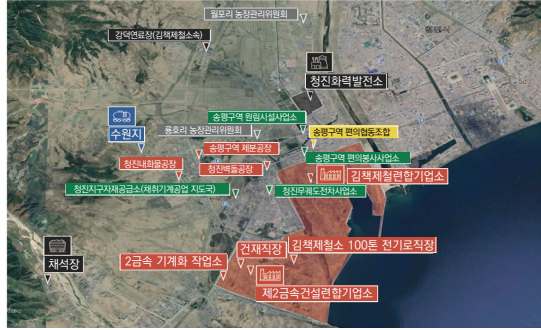 월포리 농장관리위원회
강덕연료장(김책제철소속)
청진화력발전소
수원지
송평구역 원림시설사업소
룡호리 농장관리위원회
송평구역 편의협동조합
송평구역 제분공장
송평구역 편의봉사사업소
청진내화물공장
청진벽돌공장
김책제철련합기업소
청진지구자재공급소(채취기계공업 지도국)
청진무궤도전차사업소
채석장
2금속 기계화 작업소
건재직장
김책제철소 100톤 전기로직장
제2금속건설련합기업소